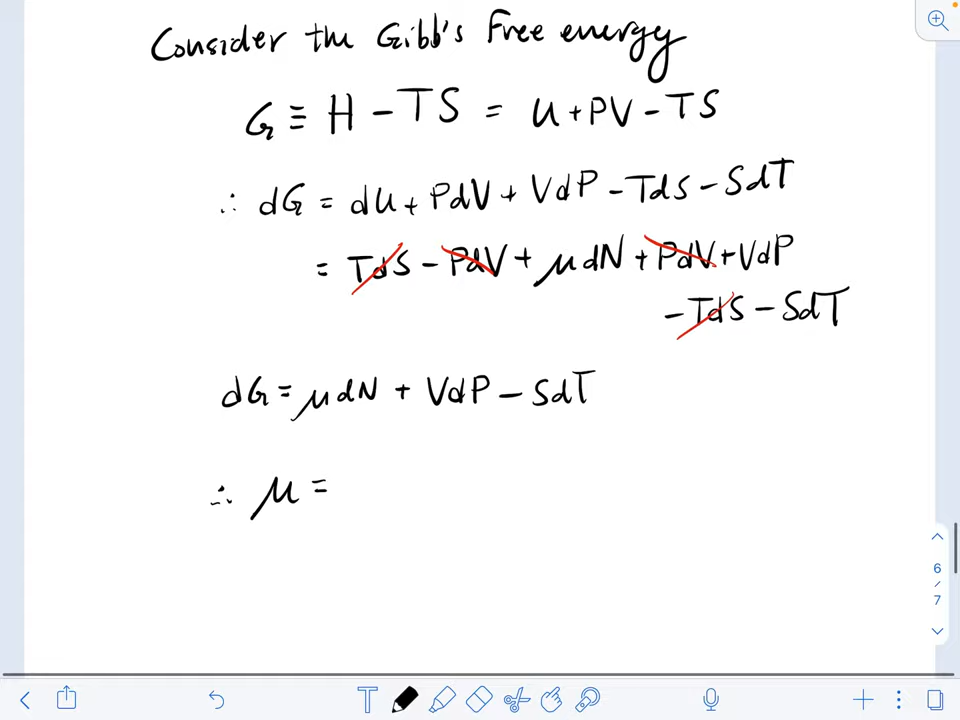 Consider the Gibb's Free energy
G ≡ H - TS = U + PV - TS
∴ dG = dU + PdV + VdP - TdS - SdT
= TdS - PdV + μdN + PdV + VdP
- TdS - SdT
dG = μdN + VdP - SdT
∴ μ =
6
/
7
T